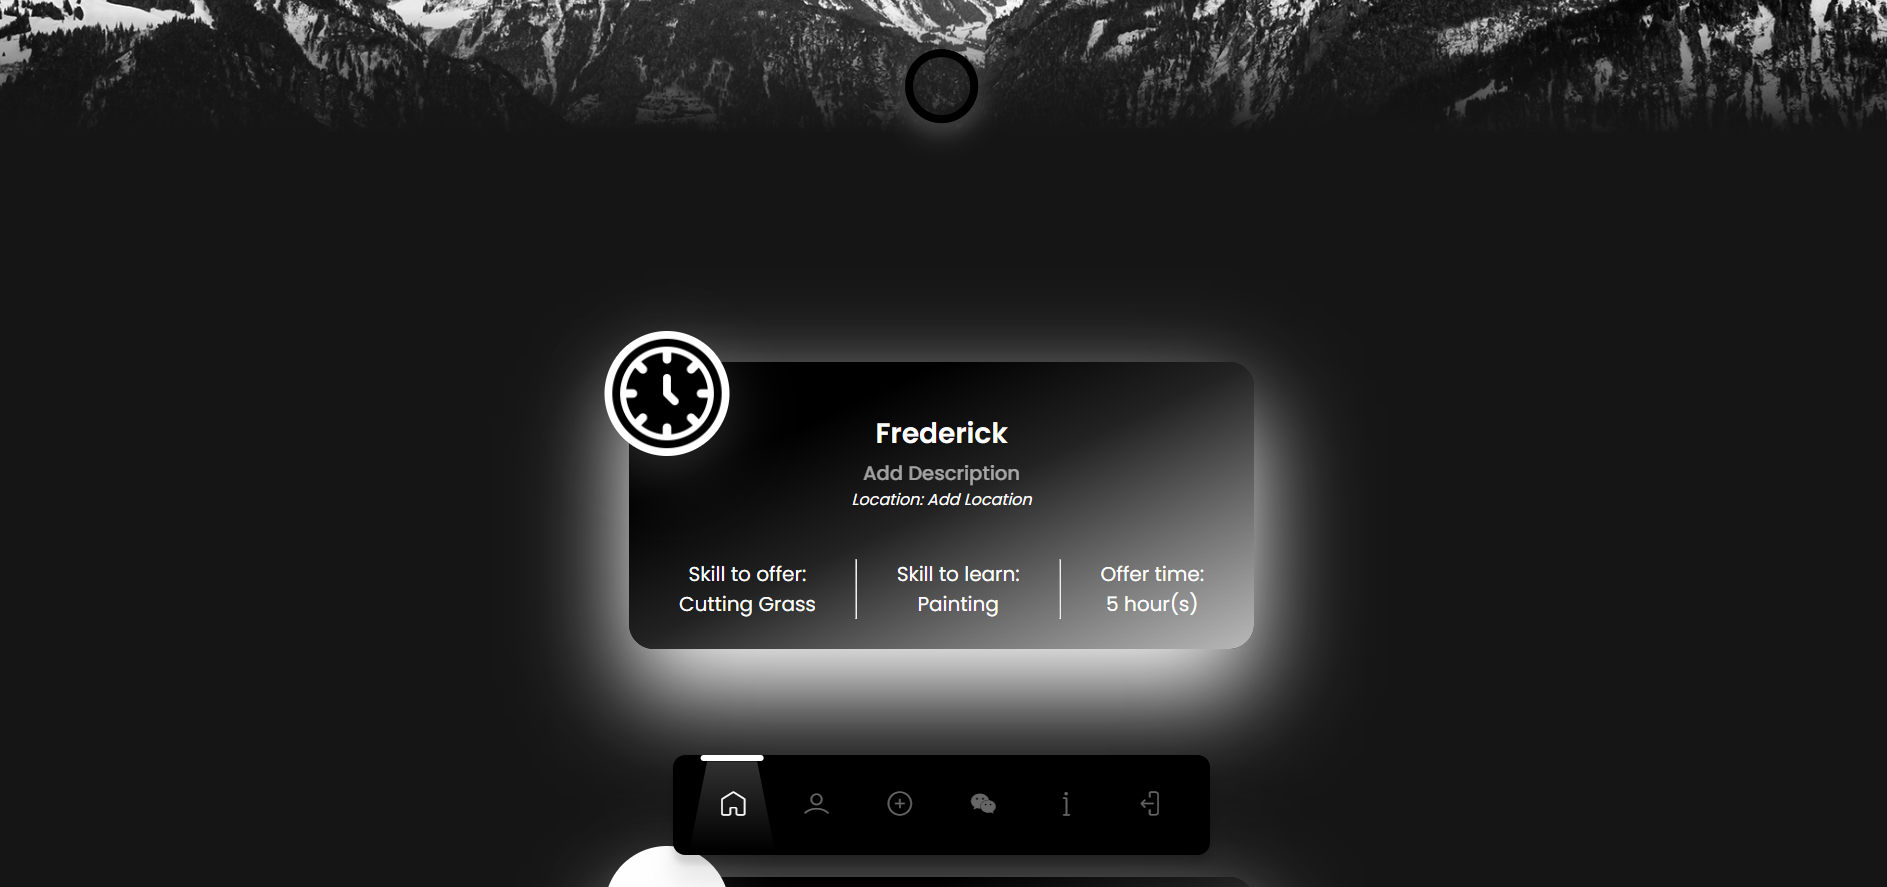 Frederick
Add Description
Location: Add Location
Skill to offer:
Cutting Grass
Skill to learn:
Painting
Offer time:
5 hour(s)